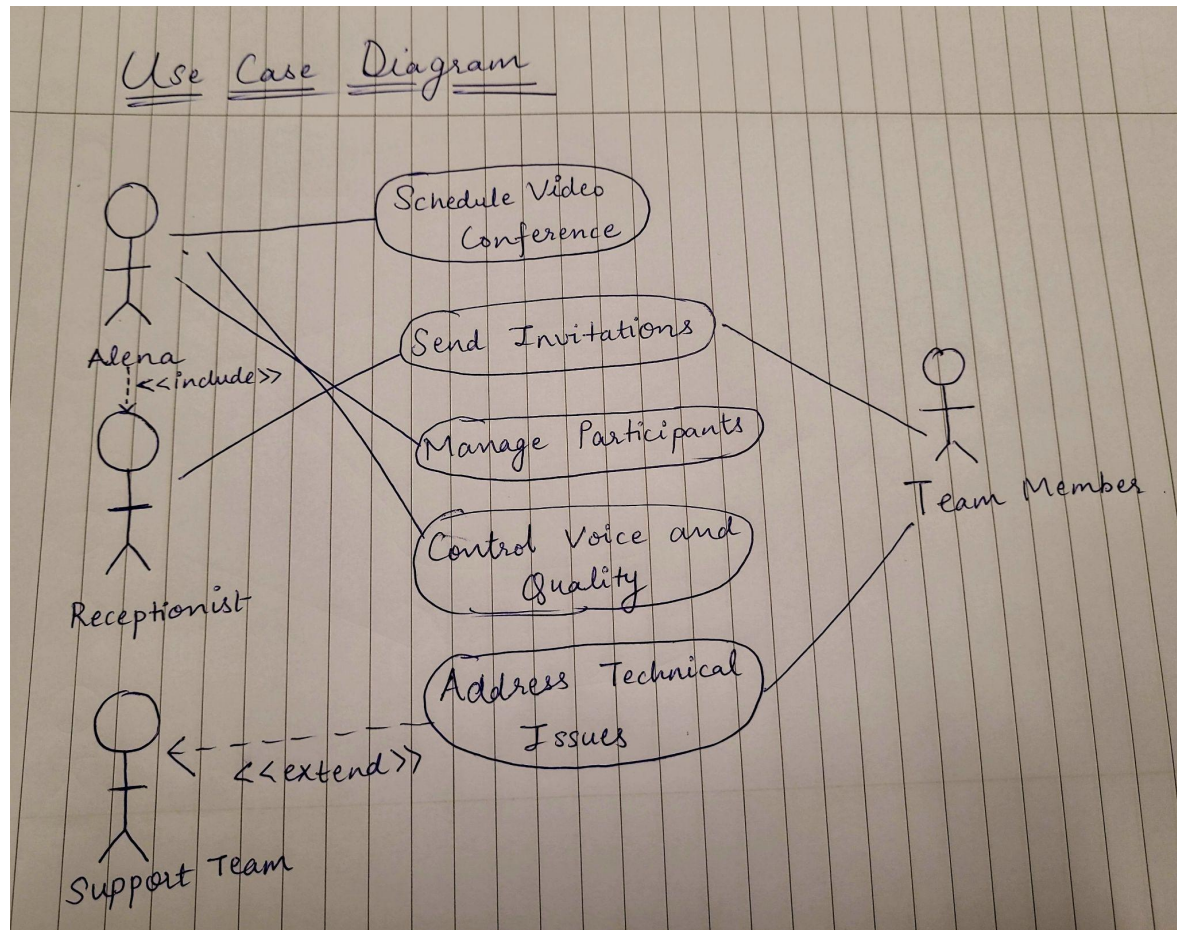 Use Case Diagram
Schedule Video
Conference
Alena
<<include>>
Send Invitations
Manage Participants
Team Member
Control Voice and
Quality
Receptionist
Address Technical
Issues
<<extend>>
Support Team